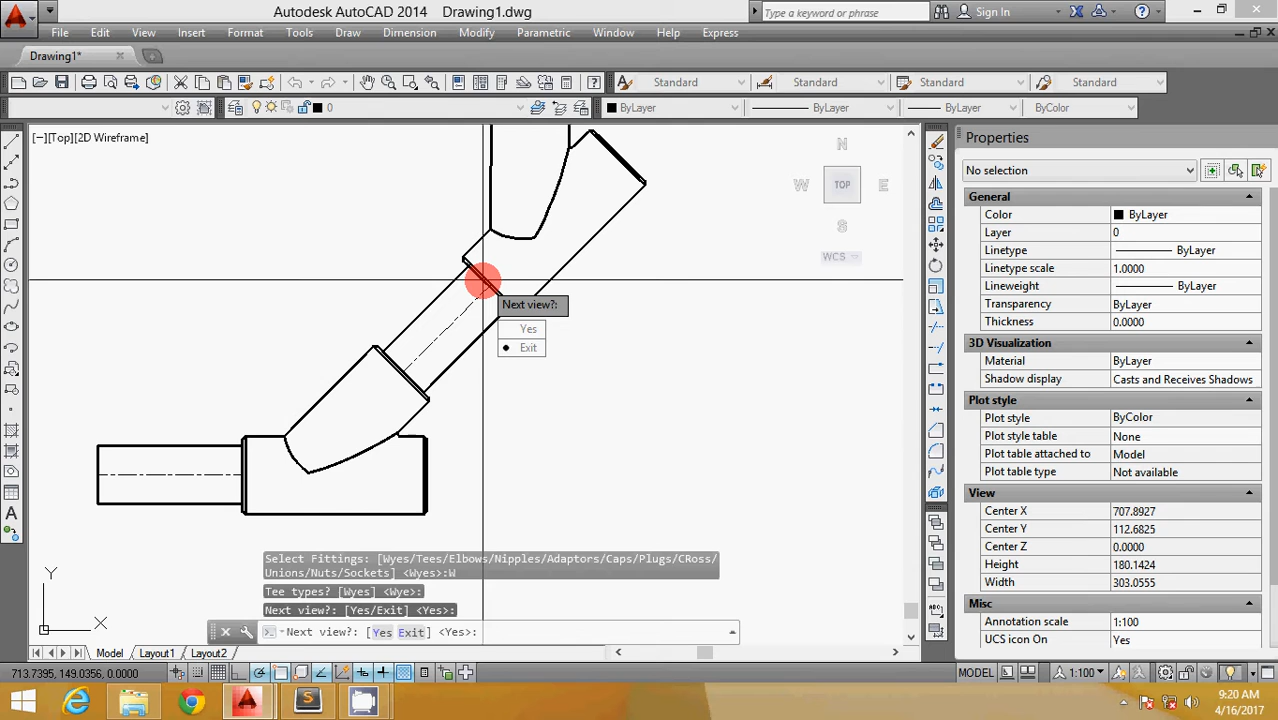 Autodesk AutoCAD 2014 Drawing1.dwg
Type a keyword or phrase
Sign In
File Edit View Insert Format Tools Draw Dimension Modify Parametric Window Help Express
Drawing1*
Standard Standard Standard Standard
0 ByLayer ByLayer ByLayer ByColor
[−][Top][2D Wireframe]
N
W TOP E
S
WCS
Properties
No selection
General
Color ByLayer
Layer 0
Linetype ByLayer
Linetype scale 1.0000
Lineweight ByLayer
Transparency ByLayer
Thickness 0.0000
3D Visualization
Material ByLayer
Shadow display Casts and Receives Shadows
Plot style
Plot style ByColor
Plot style table None
Plot table attached to Model
Plot table type Not available
View
Center X 707.8927
Center Y 112.6825
Center Z 0.0000
Height 180.1424
Width 303.0555
Misc
Annotation scale 1:100
UCS icon On Yes
Next view?:
Yes
Exit
Select Fittings: [Wyes/Tees/Elbows/Nipples/Adaptors/Caps/Plugs/CRoss/
Unions/Nuts/Sockets] <Wyes>:W
Tee types? [Wyes] <Wye>:
Next view?: [Yes/Exit] <Yes>:
Next view?: [Yes Exit] <Yes>:
Y
X
Model Layout1 Layout2
713.7395, 149.0356, 0.0000
MODEL
1:100
9:20 AM
4/16/2017